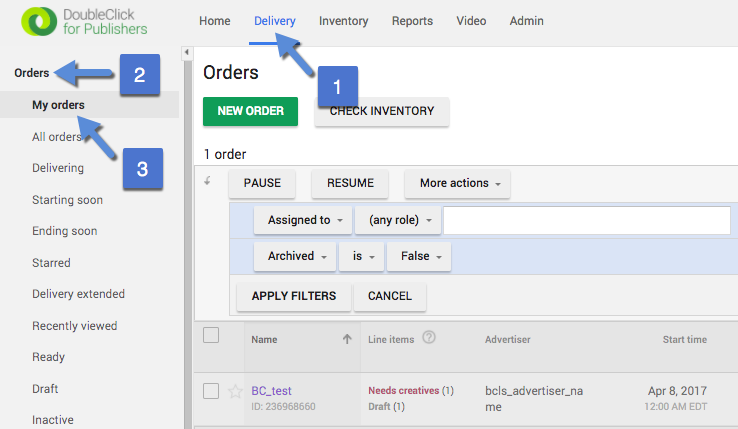 DoubleClick
for Publishers
Home Delivery Inventory Reports Video Admin
Orders
2
1
My orders
3
All orders
Delivering
Starting soon
Ending soon
Starred
Delivery extended
Recently viewed
Ready
Draft
Inactive
Orders
NEW ORDER CHECK INVENTORY
1 order
PAUSE RESUME More actions
Assigned to (any role)
Archived is False
APPLY FILTERS CANCEL
Name Line items ? Advertiser Start time
BC_test Needs creatives (1) bcls_advertiser_na Apr 8, 2017
ID: 236968660 Draft (1) me 12:00 AM EDT